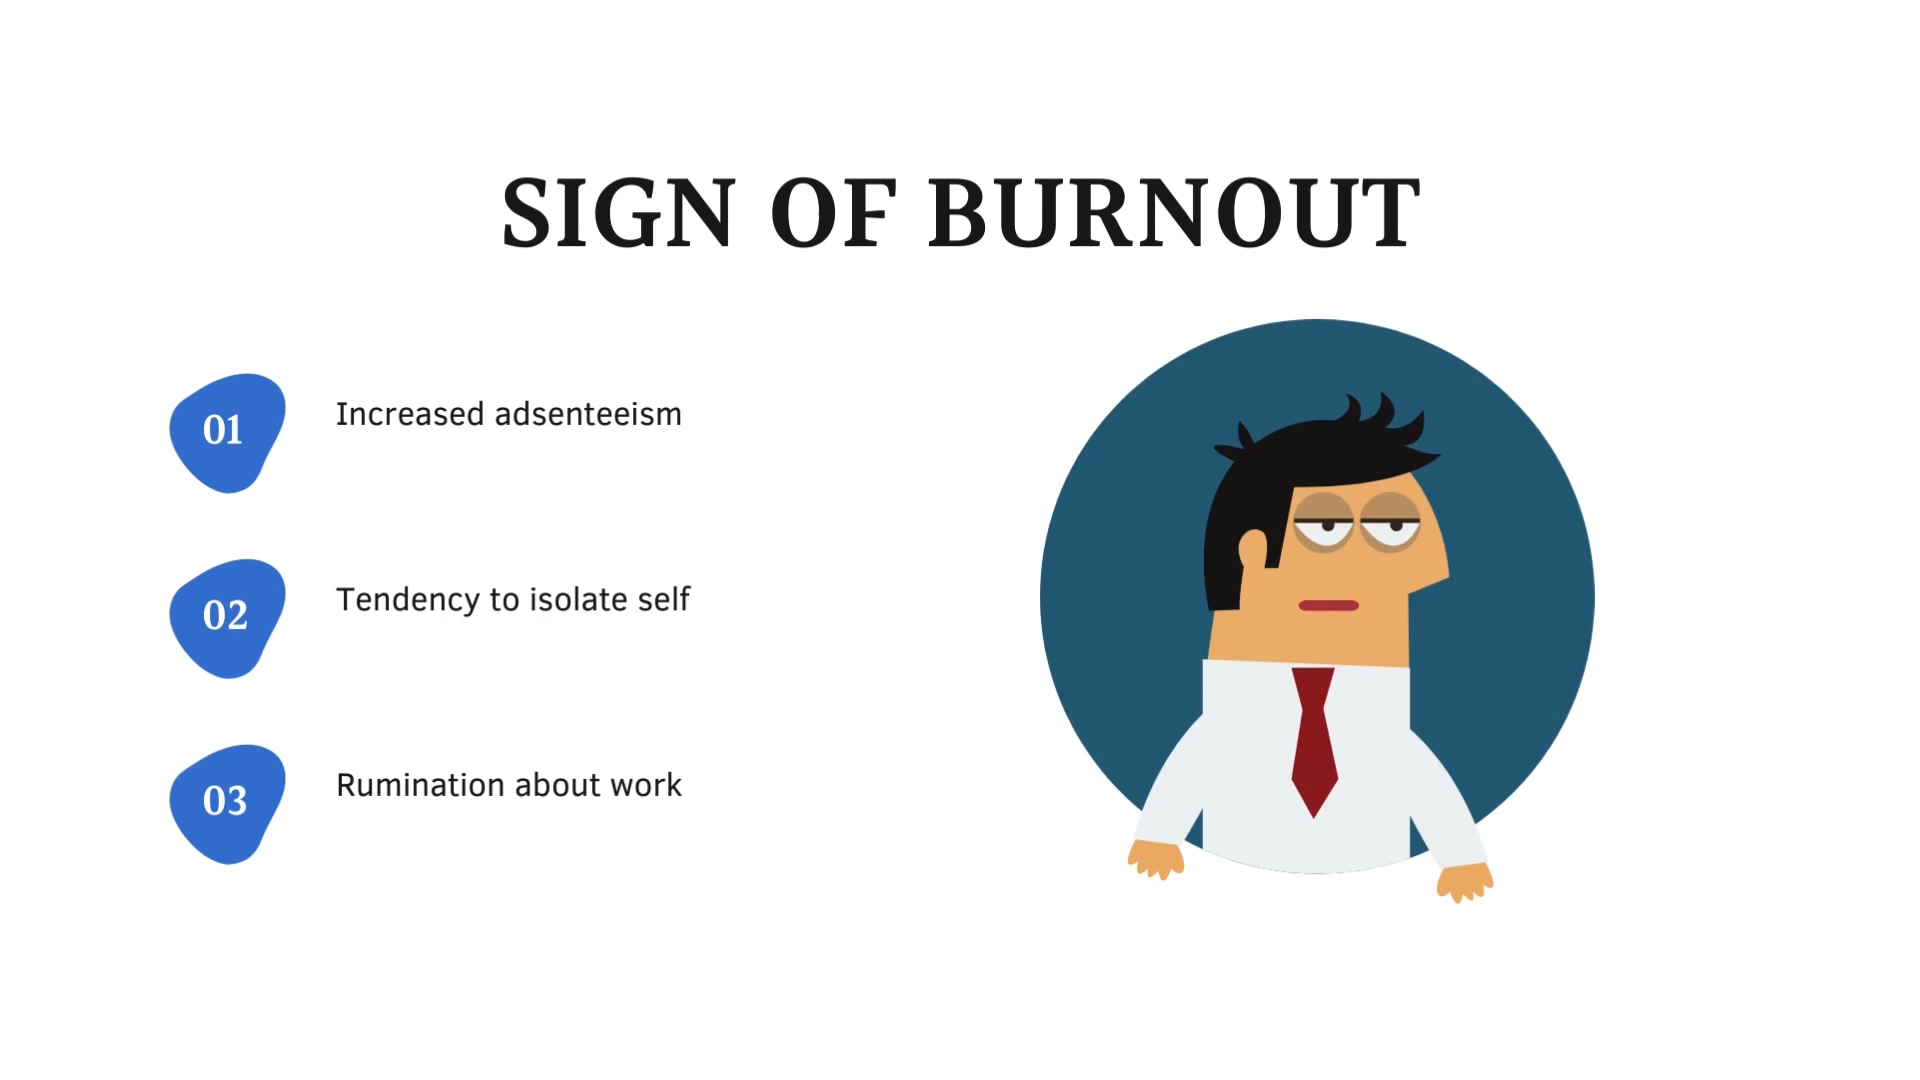 SIGN OF BURNOUT
01
Increased adsenteeism
02
Tendency to isolate self
03
Rumination about work